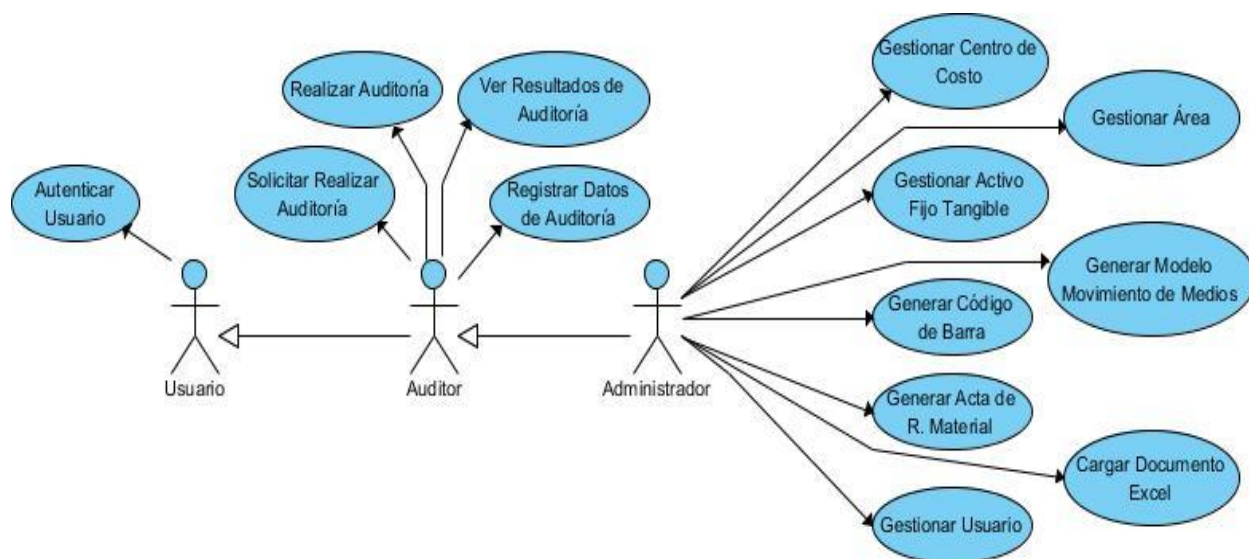 Gestionar Centro de
Costo
Realizar Auditoría
Ver Resultados de
Auditoría
Gestionar Área
Autenticar
Usuario
Solicitar Realizar
Auditoría
Registrar Datos
de Auditoría
Gestionar Activo
Fijo Tangible
Generar Modelo
Movimiento de Medios
Generar Código
de Barra
Usuario
Auditor
Administrador
Generar Acta de
R. Material
Cargar Documento
Excel
Gestionar Usuario